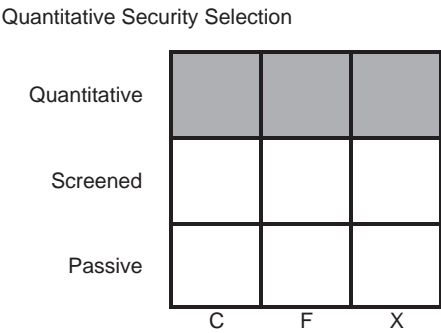 Quantitative Security Selection
Quantitative
Screened
Passive
C F X